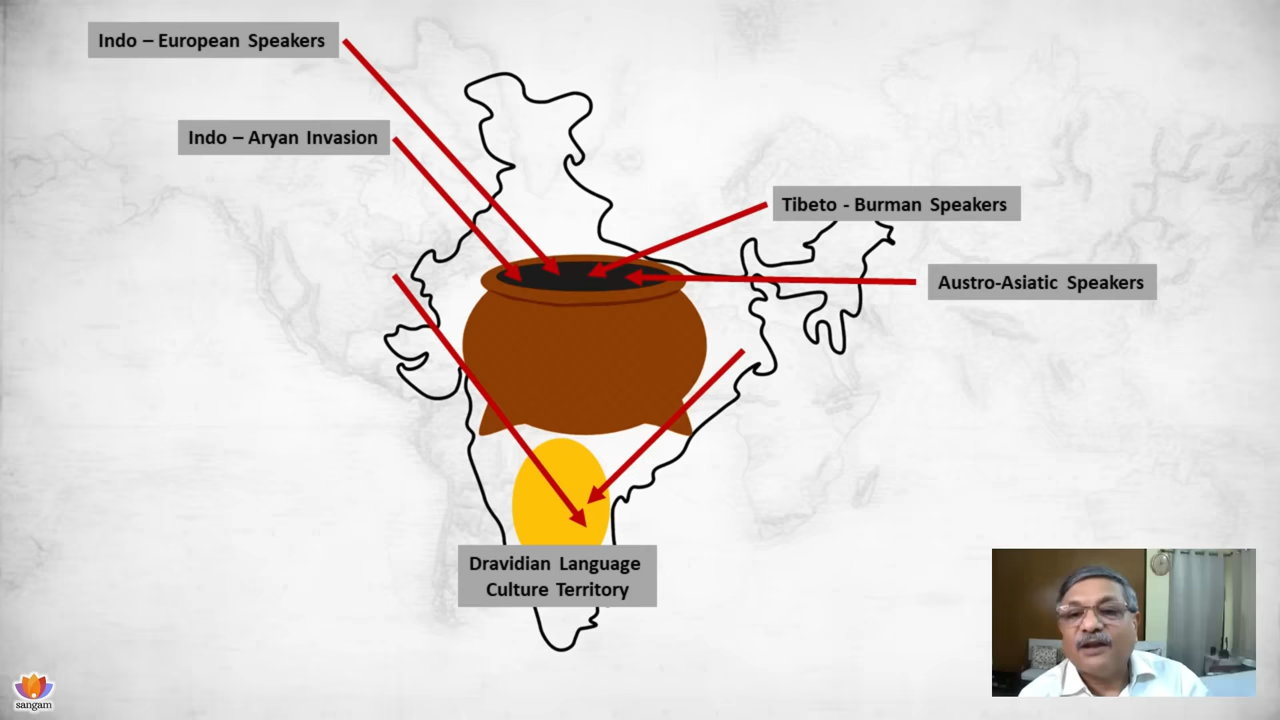 Indo – European Speakers
Indo – Aryan Invasion
Tibeto - Burman Speakers
Austro-Asiatic Speakers
Dravidian Language
Culture Territory
sangam